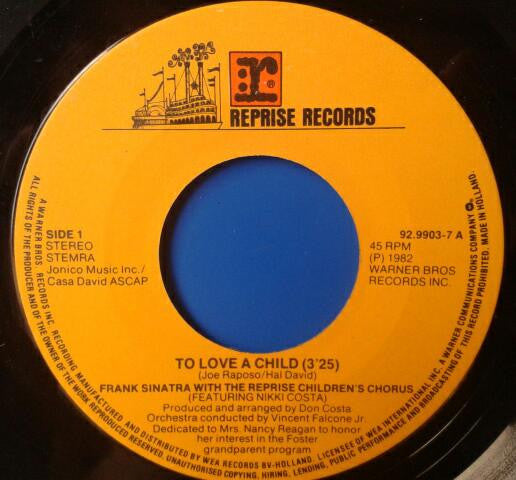 r®
REPRISE RECORDS
SIDE 1
STEREO
STEMRA
Jonico Music Inc./
Casa David ASCAP
92.9903-7 A
45 RPM
(P) 1982
WARNER BROS
RECORDS INC.
TO LOVE A CHILD (3'25)
(Joe Raposo/Hal David)
FRANK SINATRA WITH THE REPRISE CHILDREN'S CHORUS
(FEATURING NIKKI COSTA)
Produced and arranged by Don Costa
Orchestra conducted by Vincent Falcone Jr.
Dedicated to Mrs. Nancy Reagan to honor
her interest in the Foster
grandparent program
A WARNER BROS. RECORDS INC. RECORDING MANUFACTURED AND DISTRIBUTED BY WEA RECORDS BV-HOLLAND. LICENSEE OF WEA INTERNATIONAL INC. A WARNER COMMUNICATIONS COMPANY ℗. MADE IN HOLLAND.
ALL RIGHTS OF THE PRODUCER AND OF THE OWNER OF THE WORK REPRODUCED RESERVED. UNAUTHORISED COPYING, HIRING, LENDING, PUBLIC PERFORMANCE AND BROADCASTING OF THIS RECORD PROHIBITED.